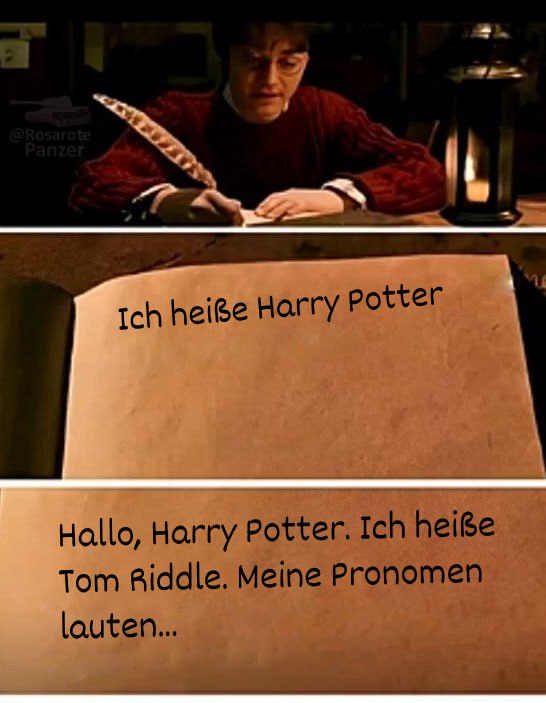 @Rosarote
Panzer
Ich heiße Harry Potter
Hallo, Harry Potter. Ich heiße
Tom Riddle. Meine Pronomen
lauten...